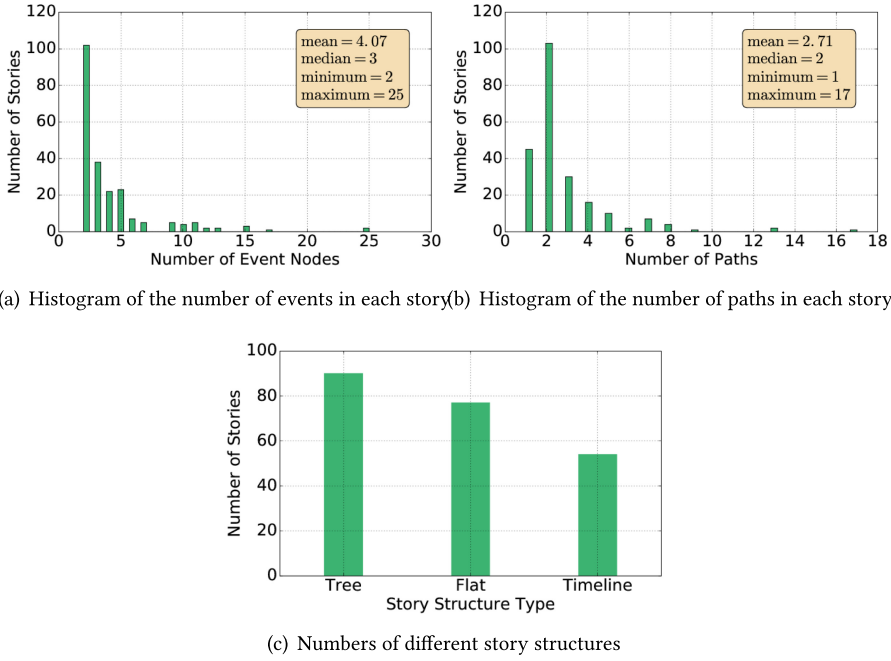 120
100
80
60
40
20
0
Number of Stories
mean = 4.07
median = 3
minimum = 2
maximum = 25
0 5 10 15 20 25 30
Number of Event Nodes
120
100
80
60
40
20
0
Number of Stories
mean = 2.71
median = 2
minimum = 1
maximum = 17
0 2 4 6 8 10 12 14 16 18
Number of Paths
(a) Histogram of the number of events in each story
(b) Histogram of the number of paths in each story
100
80
60
40
20
0
Number of Stories
Tree Flat Timeline
Story Structure Type
(c) Numbers of different story structures